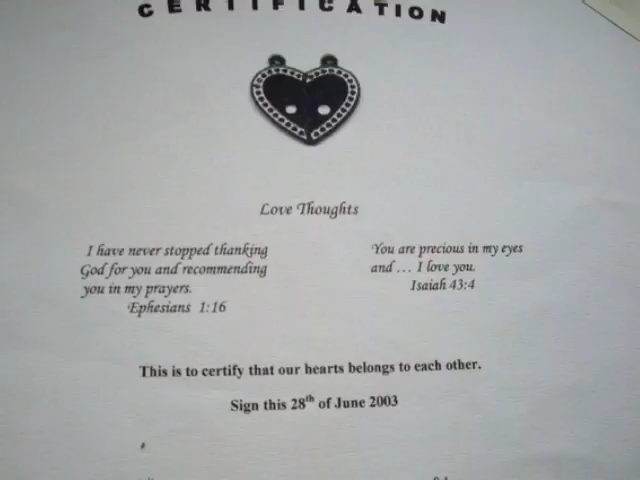 CERTIFICATION
Love Thoughts
I have never stopped thanking
God for you and recommending
you in my prayers.
Ephesians 1:16
You are precious in my eyes
and... I love you.
Isaiah 43:4
This is to certify that our hearts belongs to each other.
Sign this 28th of June 2003